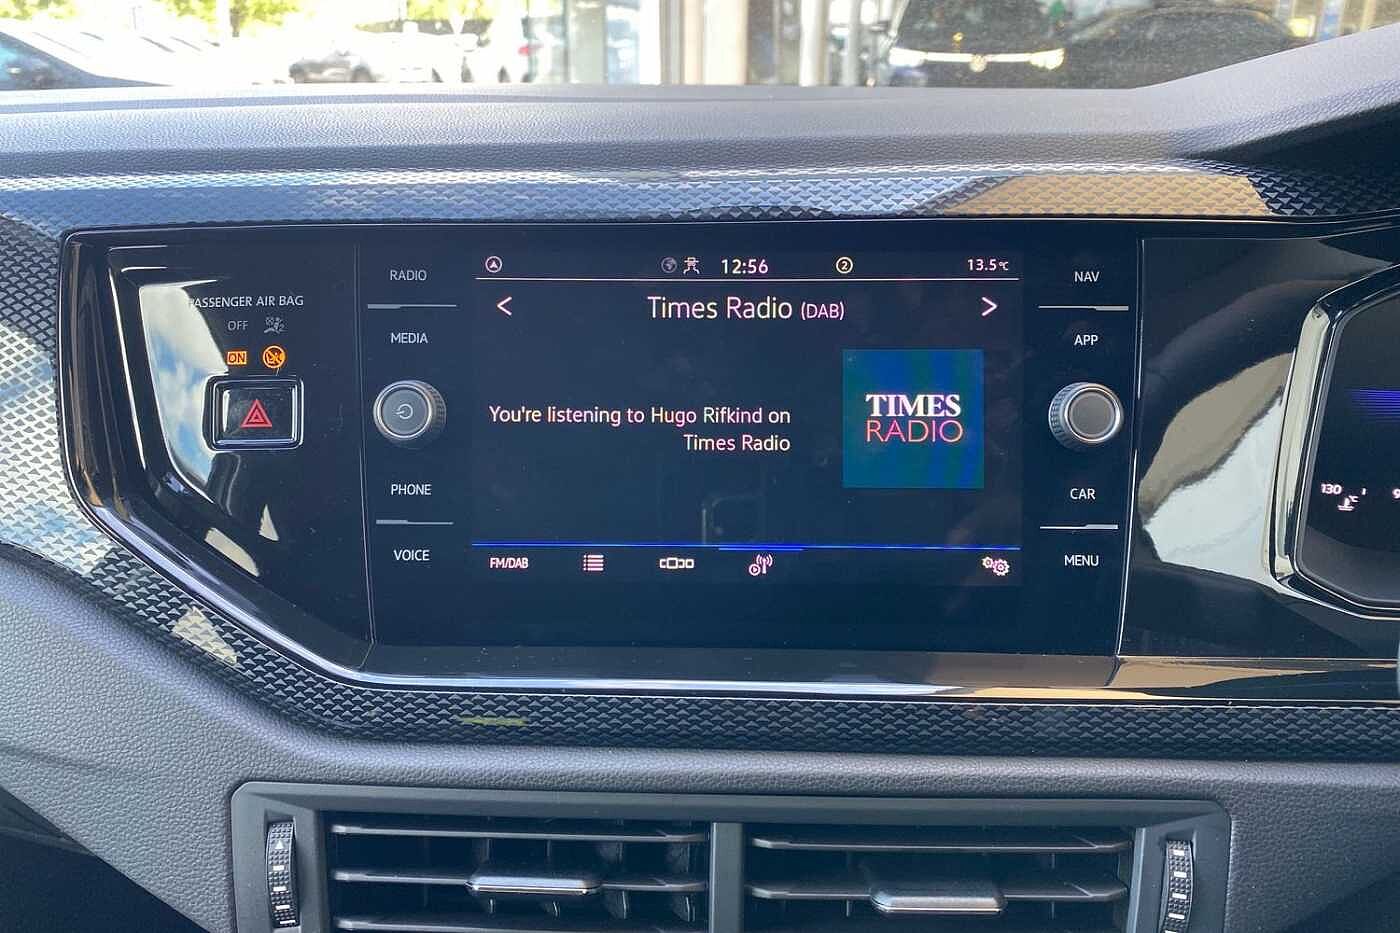 12:56
2
13.5°C
RADIO
NAV
Times Radio (DAB)
PASSENGER AIR BAG
OFF
MEDIA
APP
ON
TIMES
RADIO
You're listening to Hugo Rifkind on
Times Radio
PHONE
CAR
130
°C
VOICE
FM/DAB
MENU